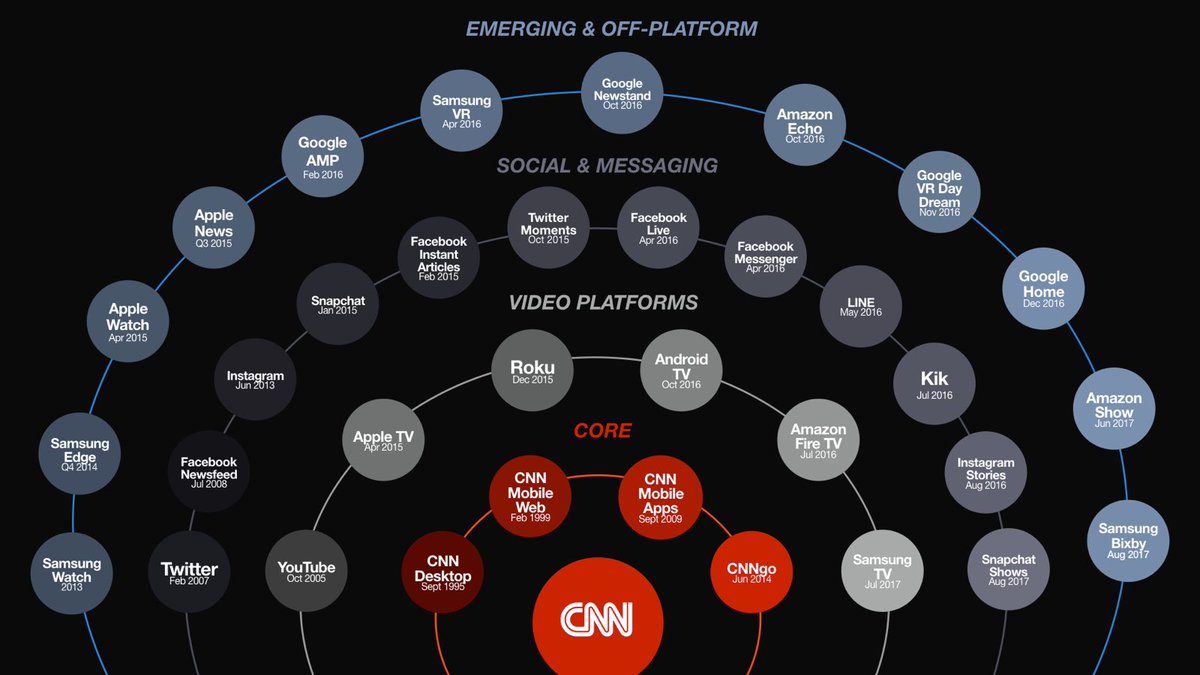 EMERGING & OFF-PLATFORM
Samsung
Watch
2013
Samsung
Edge
Q4 2014
Apple
Watch
Apr 2015
Apple
News
Q3 2015
Google
AMP
Feb 2016
Samsung
VR
Apr 2016
Google
Newstand
Oct 2016
Amazon
Echo
Oct 2016
Google
VR Day
Dream
Nov 2016
Google
Home
Dec 2016
Amazon
Show
Jun 2017
Samsung
Bixby
Aug 2017
SOCIAL & MESSAGING
Twitter
Feb 2007
Facebook
Newsfeed
Jul 2008
Instagram
Jun 2013
Snapchat
Jan 2015
Facebook
Instant
Articles
Feb 2015
Twitter
Moments
Oct 2015
Facebook
Live
Apr 2016
Facebook
Messenger
Apr 2016
LINE
May 2016
Kik
Jul 2016
Instagram
Stories
Aug 2016
Snapchat
Shows
Aug 2017
VIDEO PLATFORMS
YouTube
Oct 2005
Apple TV
Apr 2015
Roku
Dec 2015
Android
TV
Oct 2016
Amazon
Fire TV
Jul 2016
Samsung
TV
Jul 2017
CORE
CNN
Desktop
Sept 1995
CNN
Mobile
Web
Feb 1999
CNN
Mobile
Apps
Sept 2009
CNNgo
Jun 2014
CNN